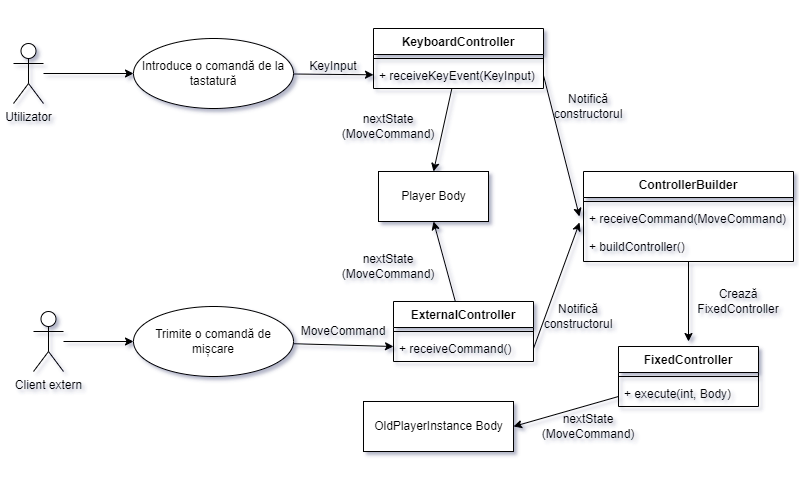 KeyboardController
+ receiveKeyEvent(KeyInput)
Introduce o comandă de la
tastatură
KeyInput
Utilizator
Notifică
constructorul
nextState
(MoveCommand)
Player Body
ControllerBuilder
+ receiveCommand(MoveCommand)
+ buildController()
nextState
(MoveCommand)
Crează
FixedController
ExternalController
+ receiveCommand()
Notifică
constructorul
Trimite o comandă de
mișcare
MoveCommand
Client extern
FixedController
+ execute(int, Body)
OldPlayerInstance Body
nextState
(MoveCommand)